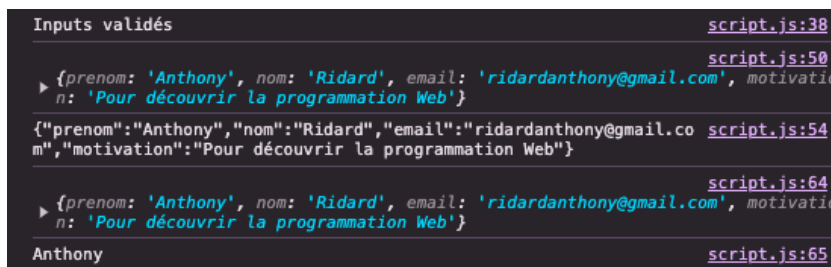 Inputs validés script.js:38
script.js:50
{prenom: 'Anthony', nom: 'Ridard', email: 'ridardanthony@gmail.com', motivatio
n: 'Pour découvrir la programmation Web'}
{"prenom":"Anthony","nom":"Ridard","email":"ridardanthony@gmail.co script.js:54
m","motivation":"Pour découvrir la programmation Web"}
script.js:64
{prenom: 'Anthony', nom: 'Ridard', email: 'ridardanthony@gmail.com', motivatio
n: 'Pour découvrir la programmation Web'}
Anthony script.js:65